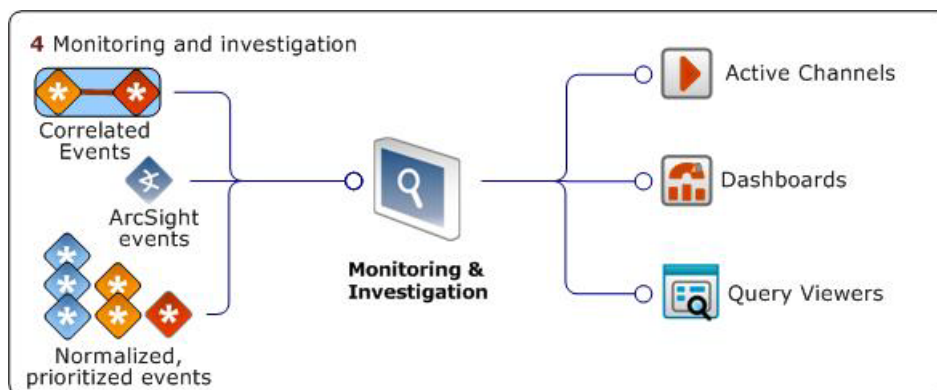 4 Monitoring and investigation
Correlated
Events
ArcSight
events
Normalized,
prioritized events
Monitoring &
Investigation
Active Channels
Dashboards
Query Viewers